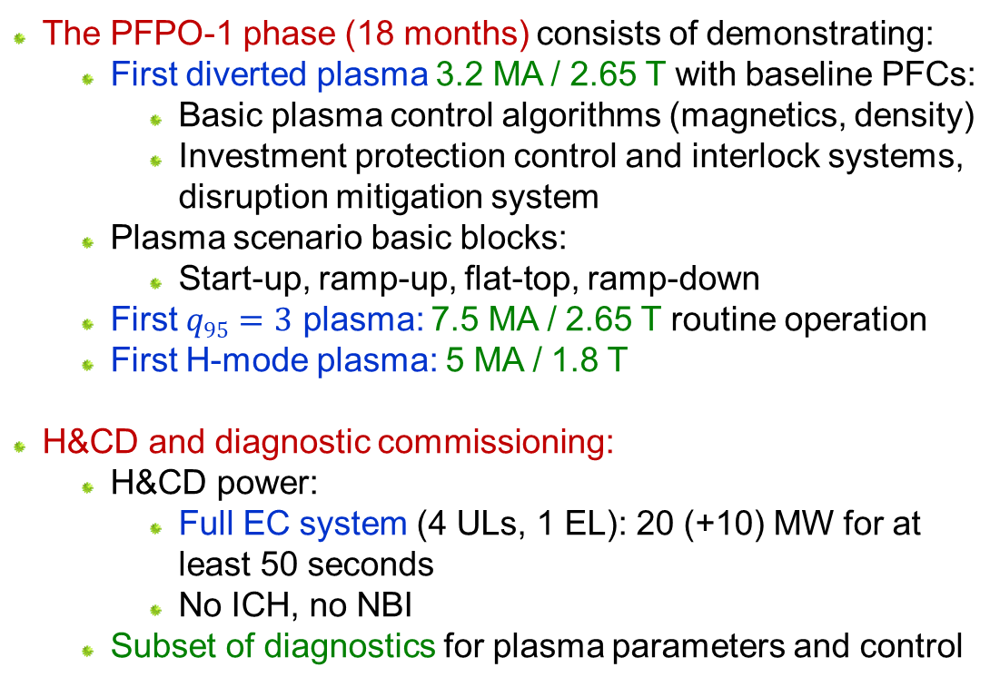 The PFPO-1 phase (18 months) consists of demonstrating:
First diverted plasma 3.2 MA / 2.65 T with baseline PFCs:
Basic plasma control algorithms (magnetics, density)
Investment protection control and interlock systems,
disruption mitigation system
Plasma scenario basic blocks:
Start-up, ramp-up, flat-top, ramp-down
First q₉₅ = 3 plasma: 7.5 MA / 2.65 T routine operation
First H-mode plasma: 5 MA / 1.8 T
H&CD and diagnostic commissioning:
H&CD power:
Full EC system (4 ULs, 1 EL): 20 (+10) MW for at
least 50 seconds
No ICH, no NBI
Subset of diagnostics for plasma parameters and control